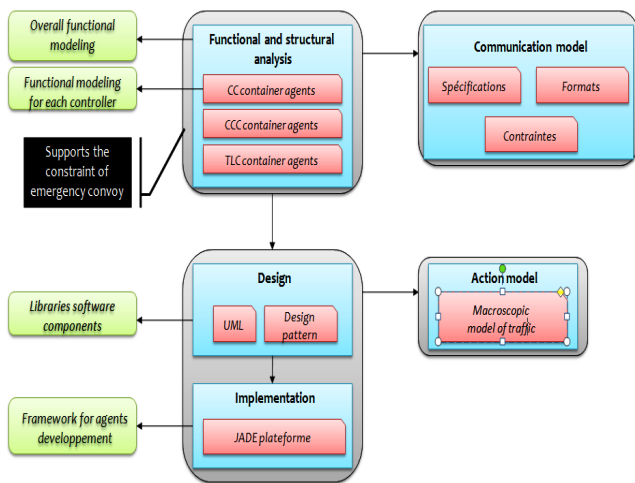 Overall functional
modeling
Functional modeling
for each controller
Supports the
constraint of
emergency convoy
Functional and structural
analysis
CC container agents
CCC container agents
TLC container agents
Communication model
Spécifications
Formats
Contraintes
Libraries software
components
Design
UML
Design
pattern
Action model
Macroscopic
model of traffic
Framework for agents
developpement
Implementation
JADE plateforme